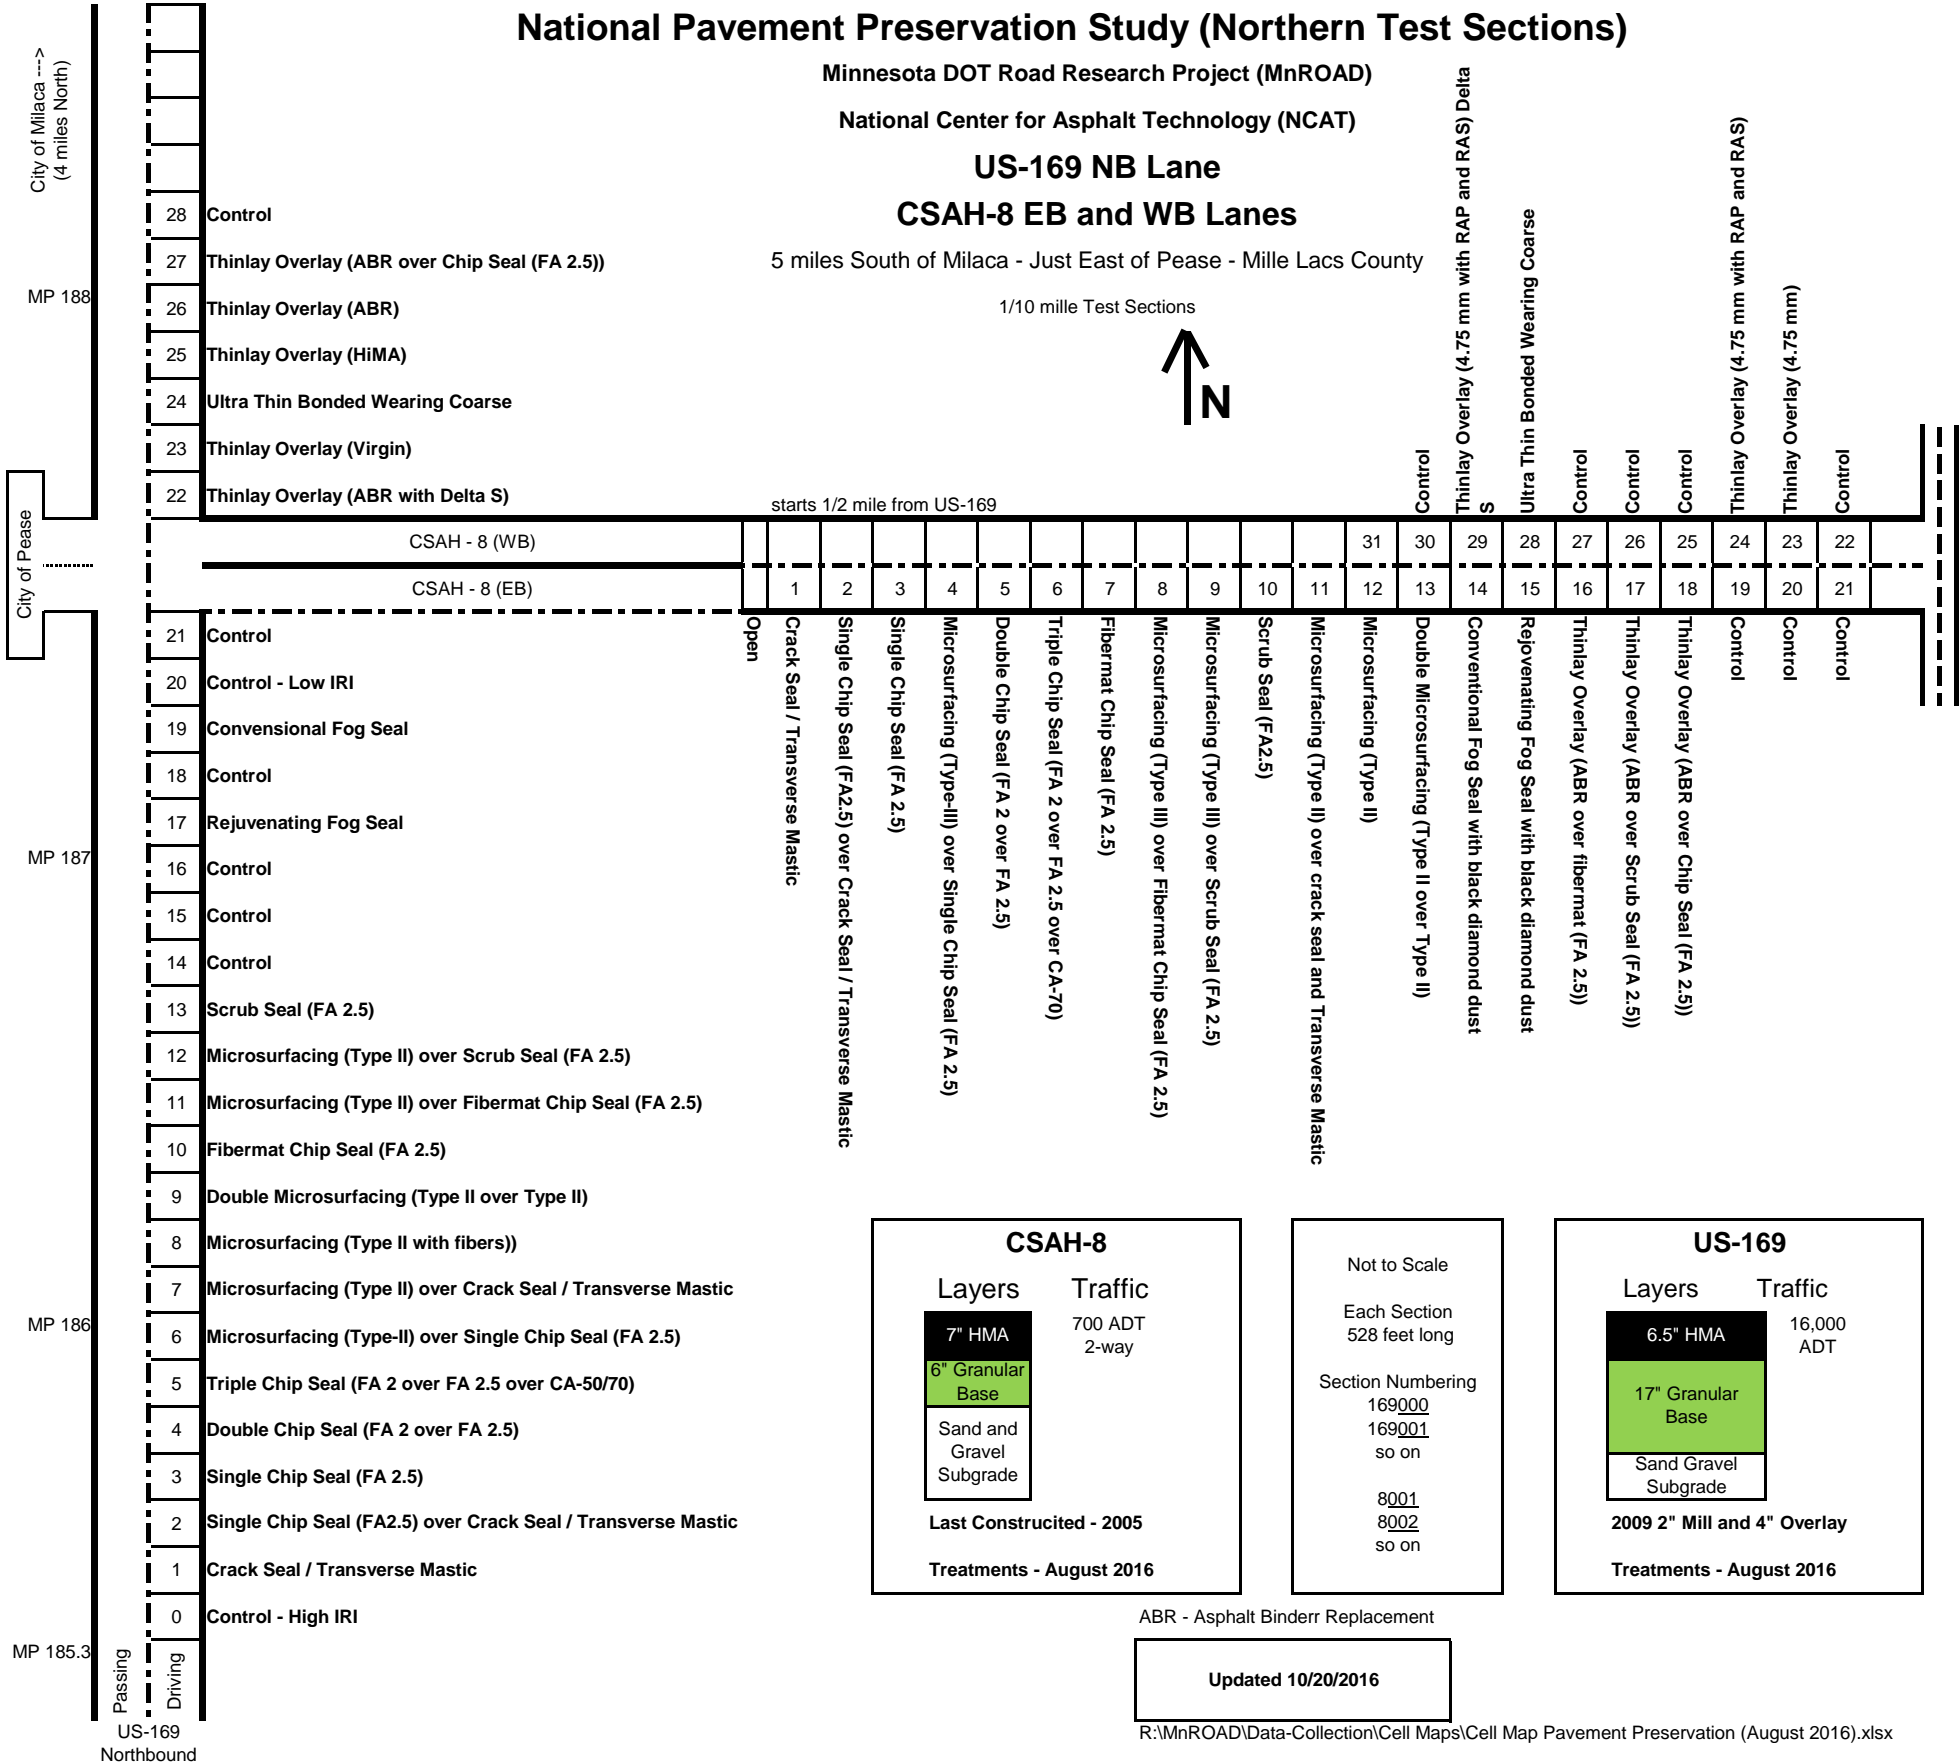 National Pavement Preservation Study (Northern Test Sections)
Minnesota DOT Road Research Project (MnROAD)
National Center for Asphalt Technology (NCAT)
US-169 NB Lane
CSAH-8 EB and WB Lanes
5 miles South of Milaca - Just East of Pease - Mille Lacs County
1/10 mille Test Sections
N
City of Milaca --->
(4 miles North)
MP 188
City of Pease
MP 187
MP 186
MP 185.3
28 Control
27 Thinlay Overlay (ABR over Chip Seal (FA 2.5))
26 Thinlay Overlay (ABR)
25 Thinlay Overlay (HiMA)
24 Ultra Thin Bonded Wearing Coarse
23 Thinlay Overlay (Virgin)
22 Thinlay Overlay (ABR with Delta S)
starts 1/2 mile from US-169
Control
Thinlay Overlay (4.75 mm with RAP and RAS) Delta
S
Ultra Thin Bonded Wearing Coarse
Control
Control
Control
Thinlay Overlay (4.75 mm with RAP and RAS)
Thinlay Overlay (4.75 mm)
Control
CSAH - 8 (WB)
31 30 29 28 27 26 25 24 23 22
CSAH - 8 (EB)
1 2 3 4 5 6 7 8 9 10 11 12 13 14 15 16 17 18 19 20 21
Open
Crack Seal / Transverse Mastic
Single Chip Seal (FA2.5) over Crack Seal / Transverse Mastic
Single Chip Seal (FA 2.5)
Microsurfacing (Type-III) over Single Chip Seal (FA 2.5)
Double Chip Seal (FA 2 over FA 2.5)
Triple Chip Seal (FA 2 over FA 2.5 over CA-70)
Fibermat Chip Seal (FA 2.5)
Microsurfacing (Type III) over Fibermat Chip Seal (FA 2.5)
Microsurfacing (Type III) over Scrub Seal (FA 2.5)
Scrub Seal (FA2.5)
Microsurfacing (Type II) over crack seal and Transverse Mastic
Microsurfacing (Type II)
Double Microsurfacing (Type II over Type II)
Conventional Fog Seal with black diamond dust
Rejovenating Fog Seal with black diamond dust
Thinlay Overlay (ABR over fibermat (FA 2.5))
Thinlay Overlay (ABR over Scrub Seal (FA 2.5))
Thinlay Overlay (ABR over Chip Seal (FA 2.5))
Control
Control
Control
21 Control
20 Control - Low IRI
19 Convensional Fog Seal
18 Control
17 Rejuvenating Fog Seal
16 Control
15 Control
14 Control
13 Scrub Seal (FA 2.5)
12 Microsurfacing (Type II) over Scrub Seal (FA 2.5)
11 Microsurfacing (Type II) over Fibermat Chip Seal (FA 2.5)
10 Fibermat Chip Seal (FA 2.5)
9 Double Microsurfacing (Type II over Type II)
8 Microsurfacing (Type II with fibers))
7 Microsurfacing (Type II) over Crack Seal / Transverse Mastic
6 Microsurfacing (Type-II) over Single Chip Seal (FA 2.5)
5 Triple Chip Seal (FA 2 over FA 2.5 over CA-50/70)
4 Double Chip Seal (FA 2 over FA 2.5)
3 Single Chip Seal (FA 2.5)
2 Single Chip Seal (FA2.5) over Crack Seal / Transverse Mastic
1 Crack Seal / Transverse Mastic
0 Control - High IRI
Passing
Driving
US-169
Northbound
CSAH-8
Layers Traffic
7" HMA
700 ADT
2-way
6" Granular
Base
Sand and
Gravel
Subgrade
Last Construcited - 2005
Treatments - August 2016
Not to Scale
Each Section
528 feet long
Section Numbering
169000
169001
so on
8001
8002
so on
US-169
Layers Traffic
6.5" HMA
16,000
ADT
17" Granular
Base
Sand Gravel
Subgrade
2009 2" Mill and 4" Overlay
Treatments - August 2016
ABR - Asphalt Binderr Replacement
Updated 10/20/2016
R:\MnROAD\Data-Collection\Cell Maps\Cell Map Pavement Preservation (August 2016).xlsx